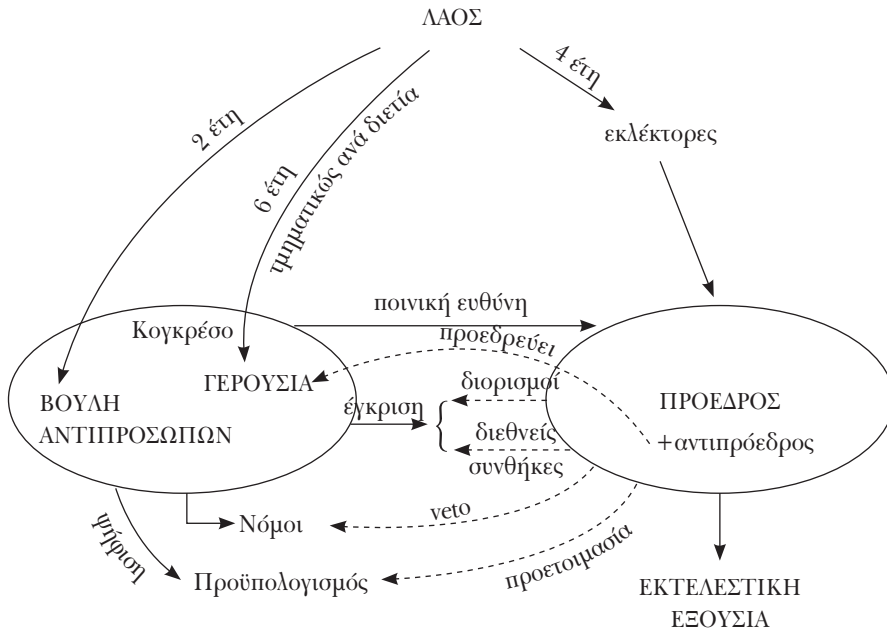 ΛΑΟΣ
4 έτη
εκλέκτορες
2 έτη
6 έτη
τμηματικώς ανά διετία
ποινική ευθύνη
Κογκρέσο
προεδρεύει
ΓΕΡΟΥΣΙΑ
διορισμοί
ΒΟΥΛΗ
ΑΝΤΙΠΡΟΣΩΠΩΝ
έγκριση
{
ΠΡΟΕΔΡΟΣ
+αντιπρόεδρος
διεθνείς
συνθήκες
veto
Νόμοι
ψήφιση
Προϋπολογισμός
προετοιμασία
ΕΚΤΕΛΕΣΤΙΚΗ
ΕΞΟΥΣΙΑ